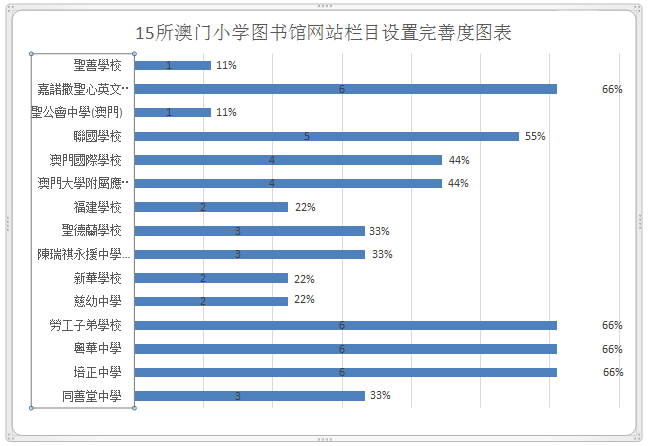 15所澳门小学图书馆网站栏目设置完善度图表
聖善學校 1 11%
嘉諾撒聖心英文… 6 66%
聖公會中學(澳門) 1 11%
聯國學校 5 55%
澳門國際學校 4 44%
澳門大學附屬應… 4 44%
福建學校 2 22%
聖德蘭學校 3 33%
陳瑞祺永援中學… 3 33%
新華學校 2 22%
慈幼中學 2 22%
勞工子弟學校 6 66%
粵華中學 6 66%
培正中學 6 66%
同善堂中學 3 33%